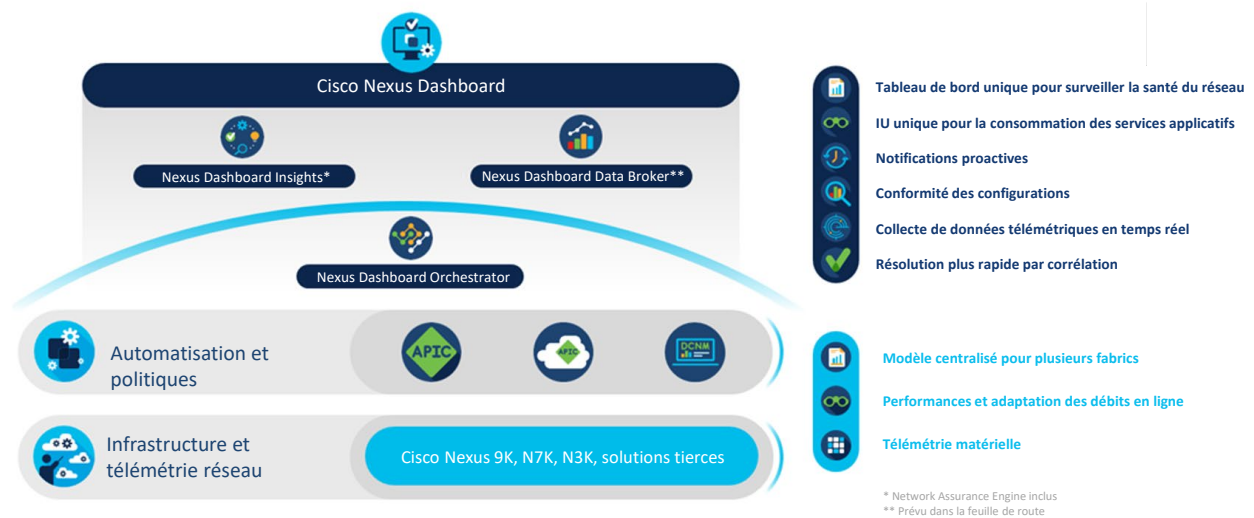 Cisco Nexus Dashboard
Nexus Dashboard Insights*
Nexus Dashboard Data Broker**
Nexus Dashboard Orchestrator
Automatisation et
politiques
APIC
APIC
DCNM
Infrastructure et
télémétrie réseau
Cisco Nexus 9K, N7K, N3K, solutions tierces
Tableau de bord unique pour surveiller la santé du réseau
IU unique pour la consommation des services applicatifs
Notifications proactives
Conformité des configurations
Collecte de données télémétriques en temps réel
Résolution plus rapide par corrélation
Modèle centralisé pour plusieurs fabrics
Performances et adaptation des débits en ligne
Télémétrie matérielle
* Network Assurance Engine inclus
** Prévu dans la feuille de route